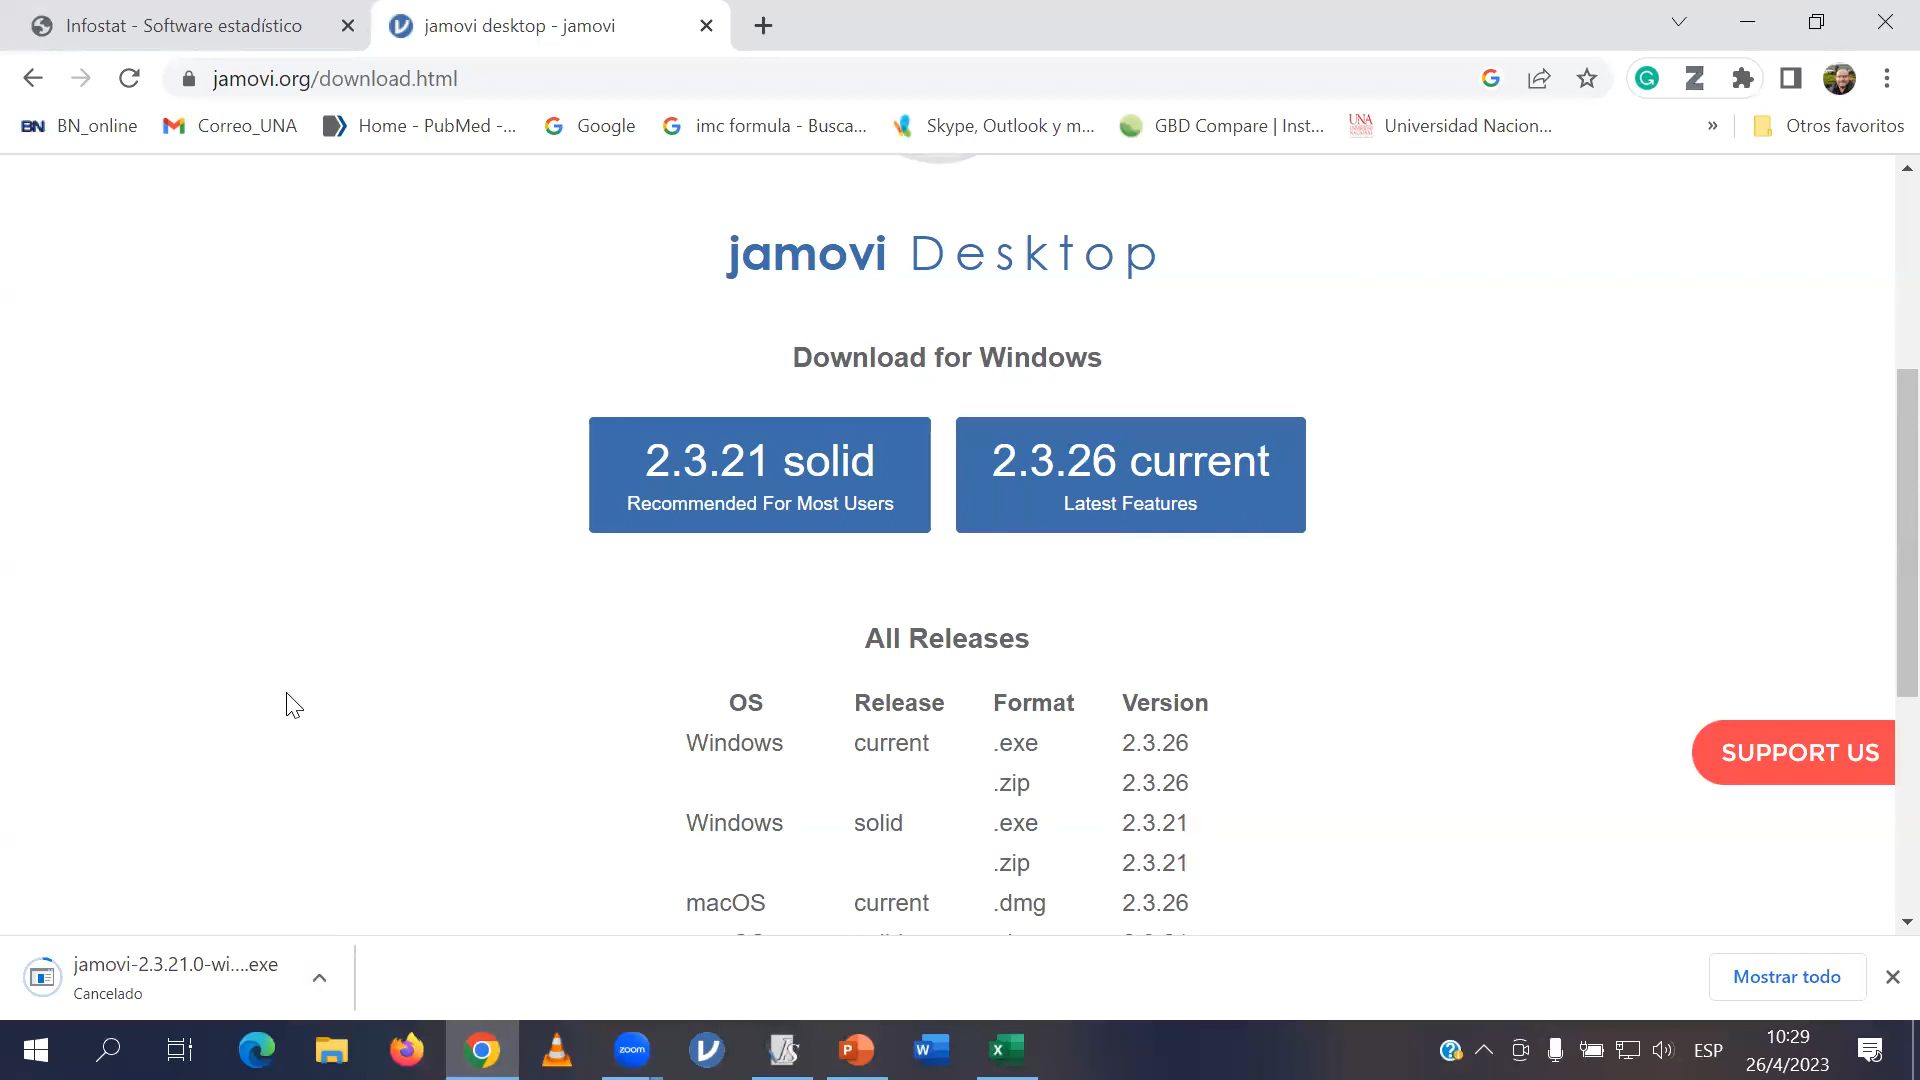 Infostat - Software estadístico
jamovi desktop - jamovi
jamovi.org/download.html
BN BN_online
Correo_UNA
Home - PubMed -...
Google
imc formula - Busca...
Skype, Outlook y m...
GBD Compare | Inst...
UNA Universidad Nacion...
»
Otros favoritos
jamovi Desktop
Download for Windows
2.3.21 solid
Recommended For Most Users
2.3.26 current
Latest Features
All Releases
OS Release Format Version
Windows current .exe 2.3.26
.zip 2.3.26
Windows solid .exe 2.3.21
.zip 2.3.21
macOS current .dmg 2.3.26
SUPPORT US
jamovi-2.3.21.0-wi....exe
Cancelado
Mostrar todo
zoom
ESP
10:29
26/4/2023